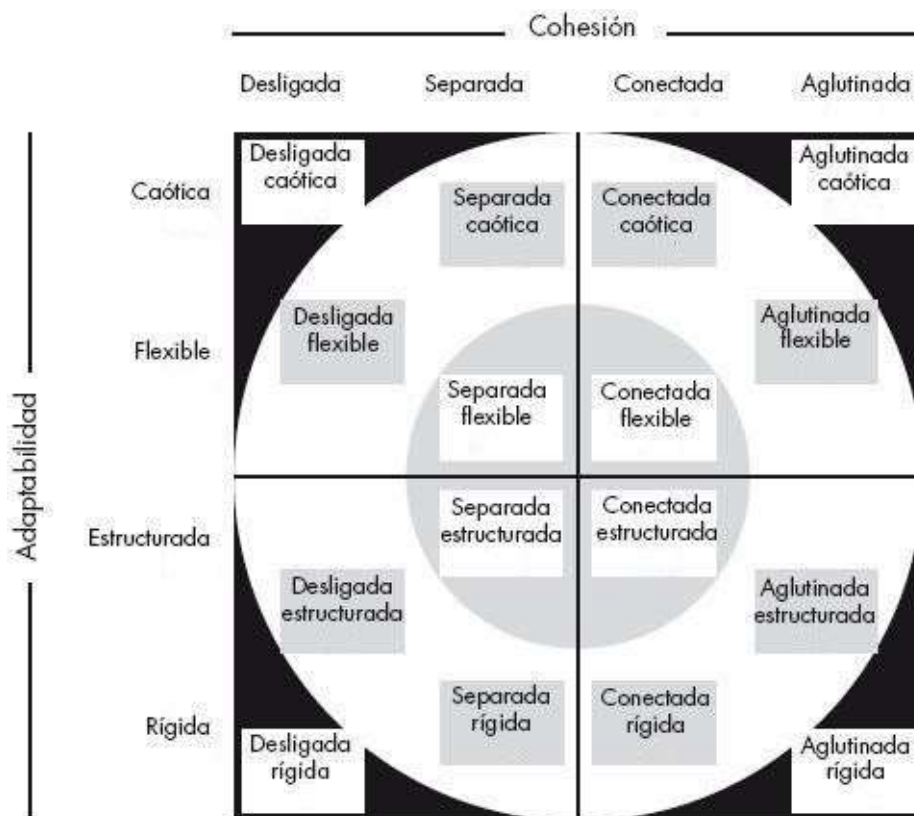 Cohesión
Desligada
Separada
Conectada
Aglutinada
Adaptabilidad
Caótica
Flexible
Estructurada
Rígida
Desligada
caótica
Separada
caótica
Conectada
caótica
Aglutinada
caótica
Desligada
flexible
Separada
flexible
Conectada
flexible
Aglutinada
flexible
Desligada
estructurada
Separada
estructurada
Conectada
estructurada
Aglutinada
estructurada
Desligada
rígida
Separada
rígida
Conectada
rígida
Aglutinada
rígida